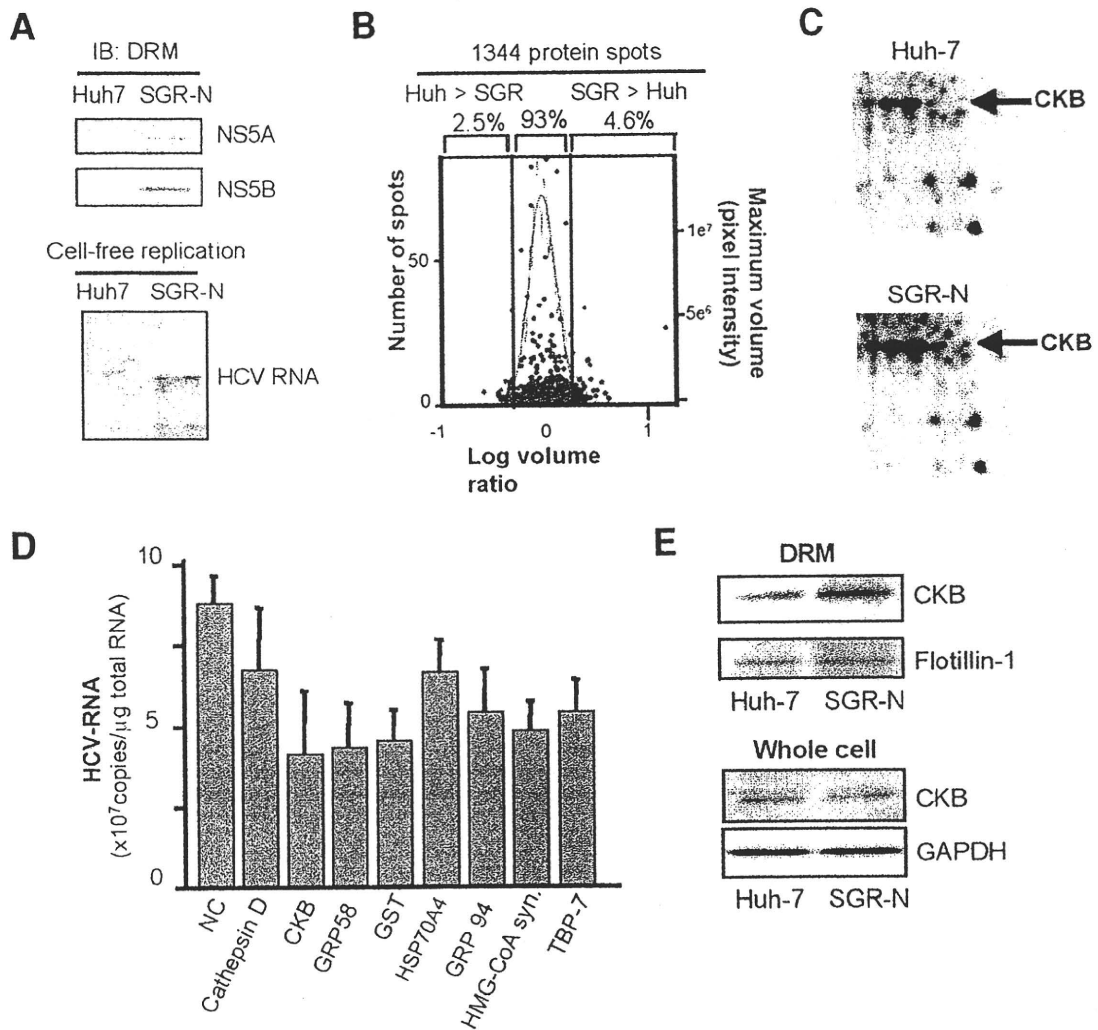 A
IB: DRM
Huh7 SGR-N
NS5A
NS5B
Cell-free replication
Huh7 SGR-N
HCV RNA
B
1344 protein spots
Huh > SGR SGR > Huh
2.5% 93% 4.6%
Number of spots
50
0
Maximum volume
(pixel intensity)
1e⁷
5e⁶
-1 0 1
Log volume
ratio
C
Huh-7
CKB
SGR-N
CKB
D
HCV-RNA
(x10⁷copies/µg total RNA)
10
5
0
NC
Cathepsin D
CKB
GRP58
GST
HSP70A4
GRP 94
HMG-CoA syn.
TBP-7
E
DRM
CKB
Flotillin-1
Huh-7 SGR-N
Whole cell
CKB
GAPDH
Huh-7 SGR-N